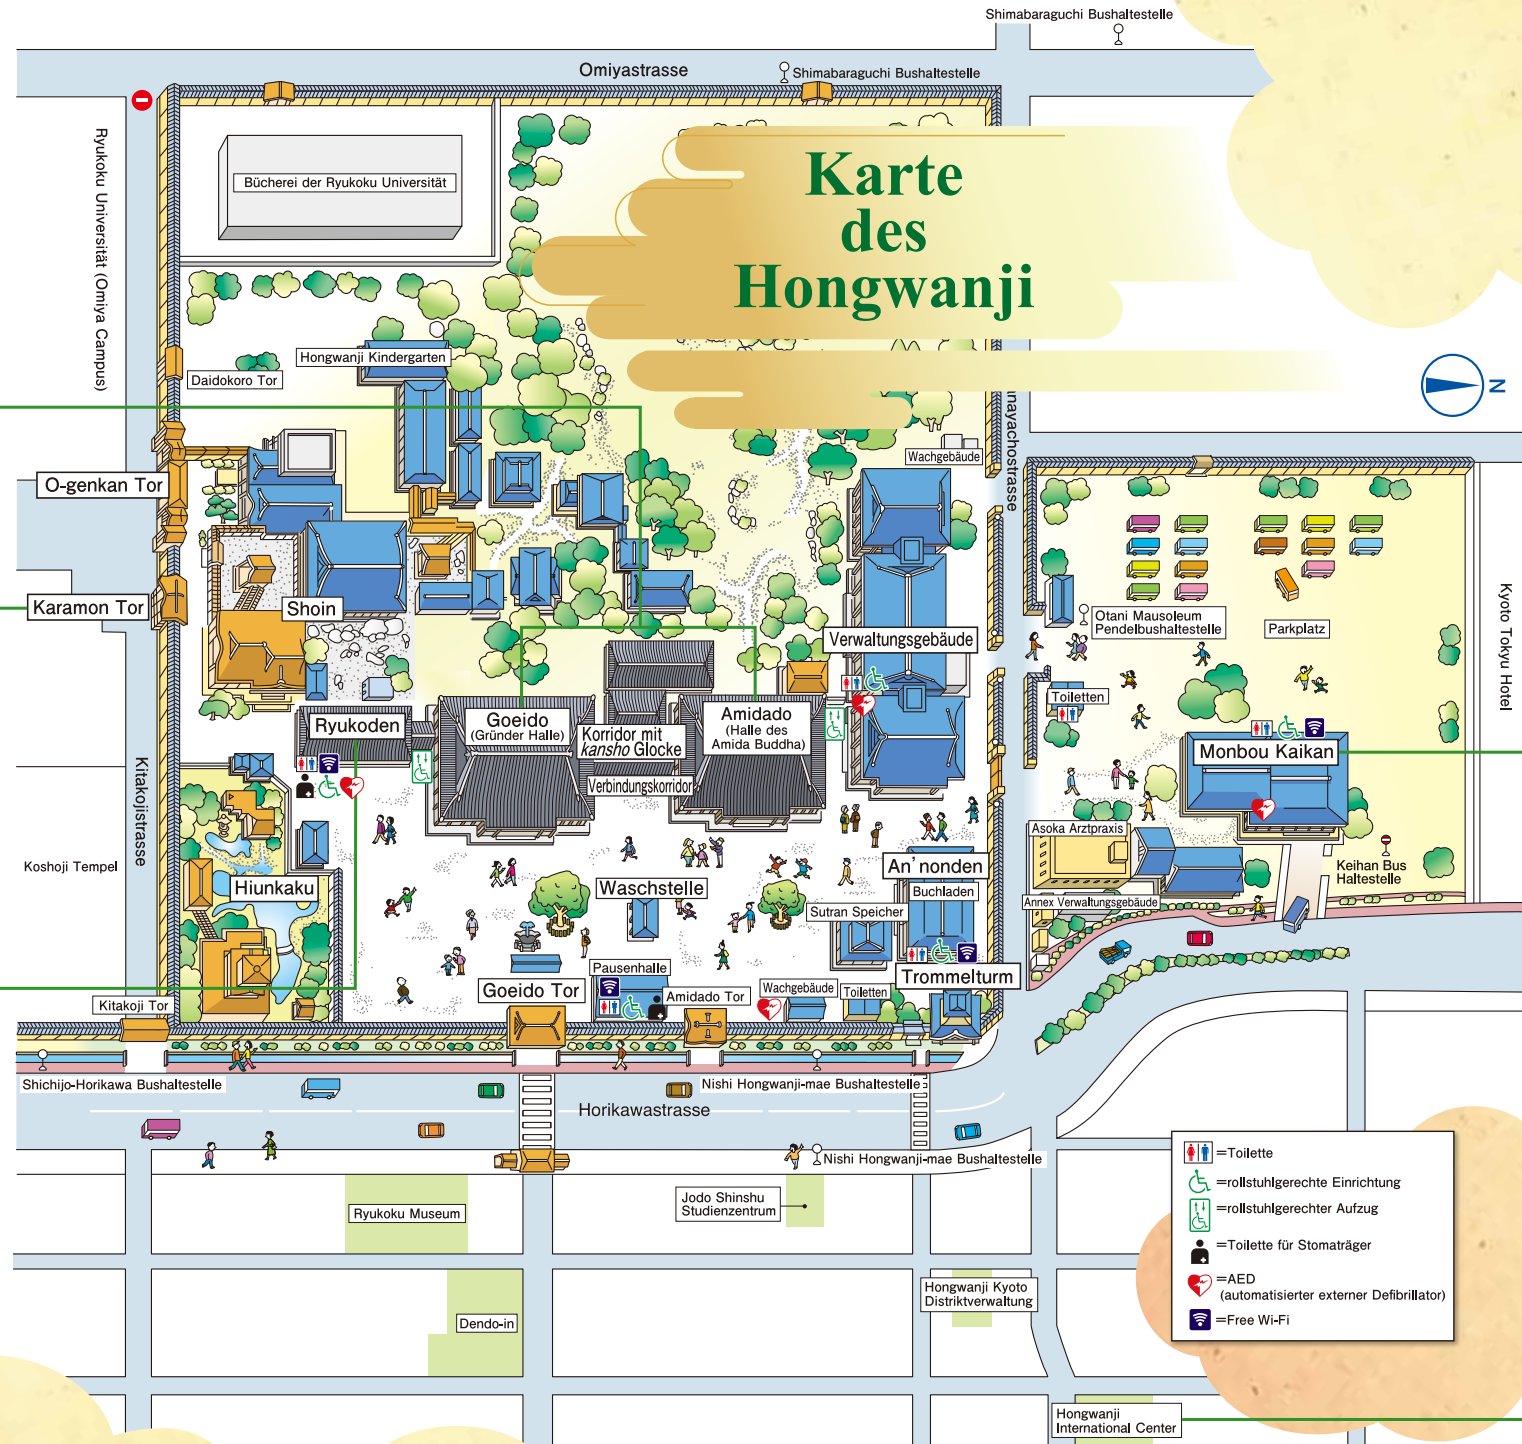 Shimabaraguchi Bushaltestelle
Omiyastrasse
Shimabaraguchi Bushaltestelle
Karte
des
Hongwanji
Ryukoku Universität (Omiya Campus)
Bücherei der Ryukoku Universität
Hongwanji Kindergarten
Daidokoro Tor
N
Wachgebäude
O-genkan Tor
Karamon Tor
Shoin
Otani Mausoleum
Pendelbushaltestelle
Parkplatz
Kyoto Tokyu Hotel
Verwaltungsgebäude
Toiletten
Ryukoden
Goeido
(Gründer Halle)
Korridor mit
kansho Glocke
Verbindungskorridor
Amidado
(Halle des
Amida Buddha)
Monbou Kaikan
Kitakojistrasse
Koshoji Tempel
Asoka Arztpraxis
Keihan Bus
Haltestelle
Annex Verwaltungsgebäude
Hiunkaku
Waschstelle
An'nonden
Buchladen
Sutran Speicher
Trommelturm
Pausenhalle
Goeido Tor
Amidado Tor
Wachgebäude
Toiletten
Kitakoji Tor
Shichijo-Horikawa Bushaltestelle
Nishi Hongwanji-mae Bushaltestelle
Horikawastrasse
Nishi Hongwanji-mae Bushaltestelle
Ryukoku Museum
Jodo Shinshu
Studienzentrum
Dendo-in
Hongwanji Kyoto
Distriktverwaltung
Hongwanji
International Center
=Toilette
=rollstuhlgerechte Einrichtung
=rollstuhlgerechter Aufzug
=Toilette für Stomaträger
=AED
(automatisierter externer Defibrillator)
=Free Wi-Fi